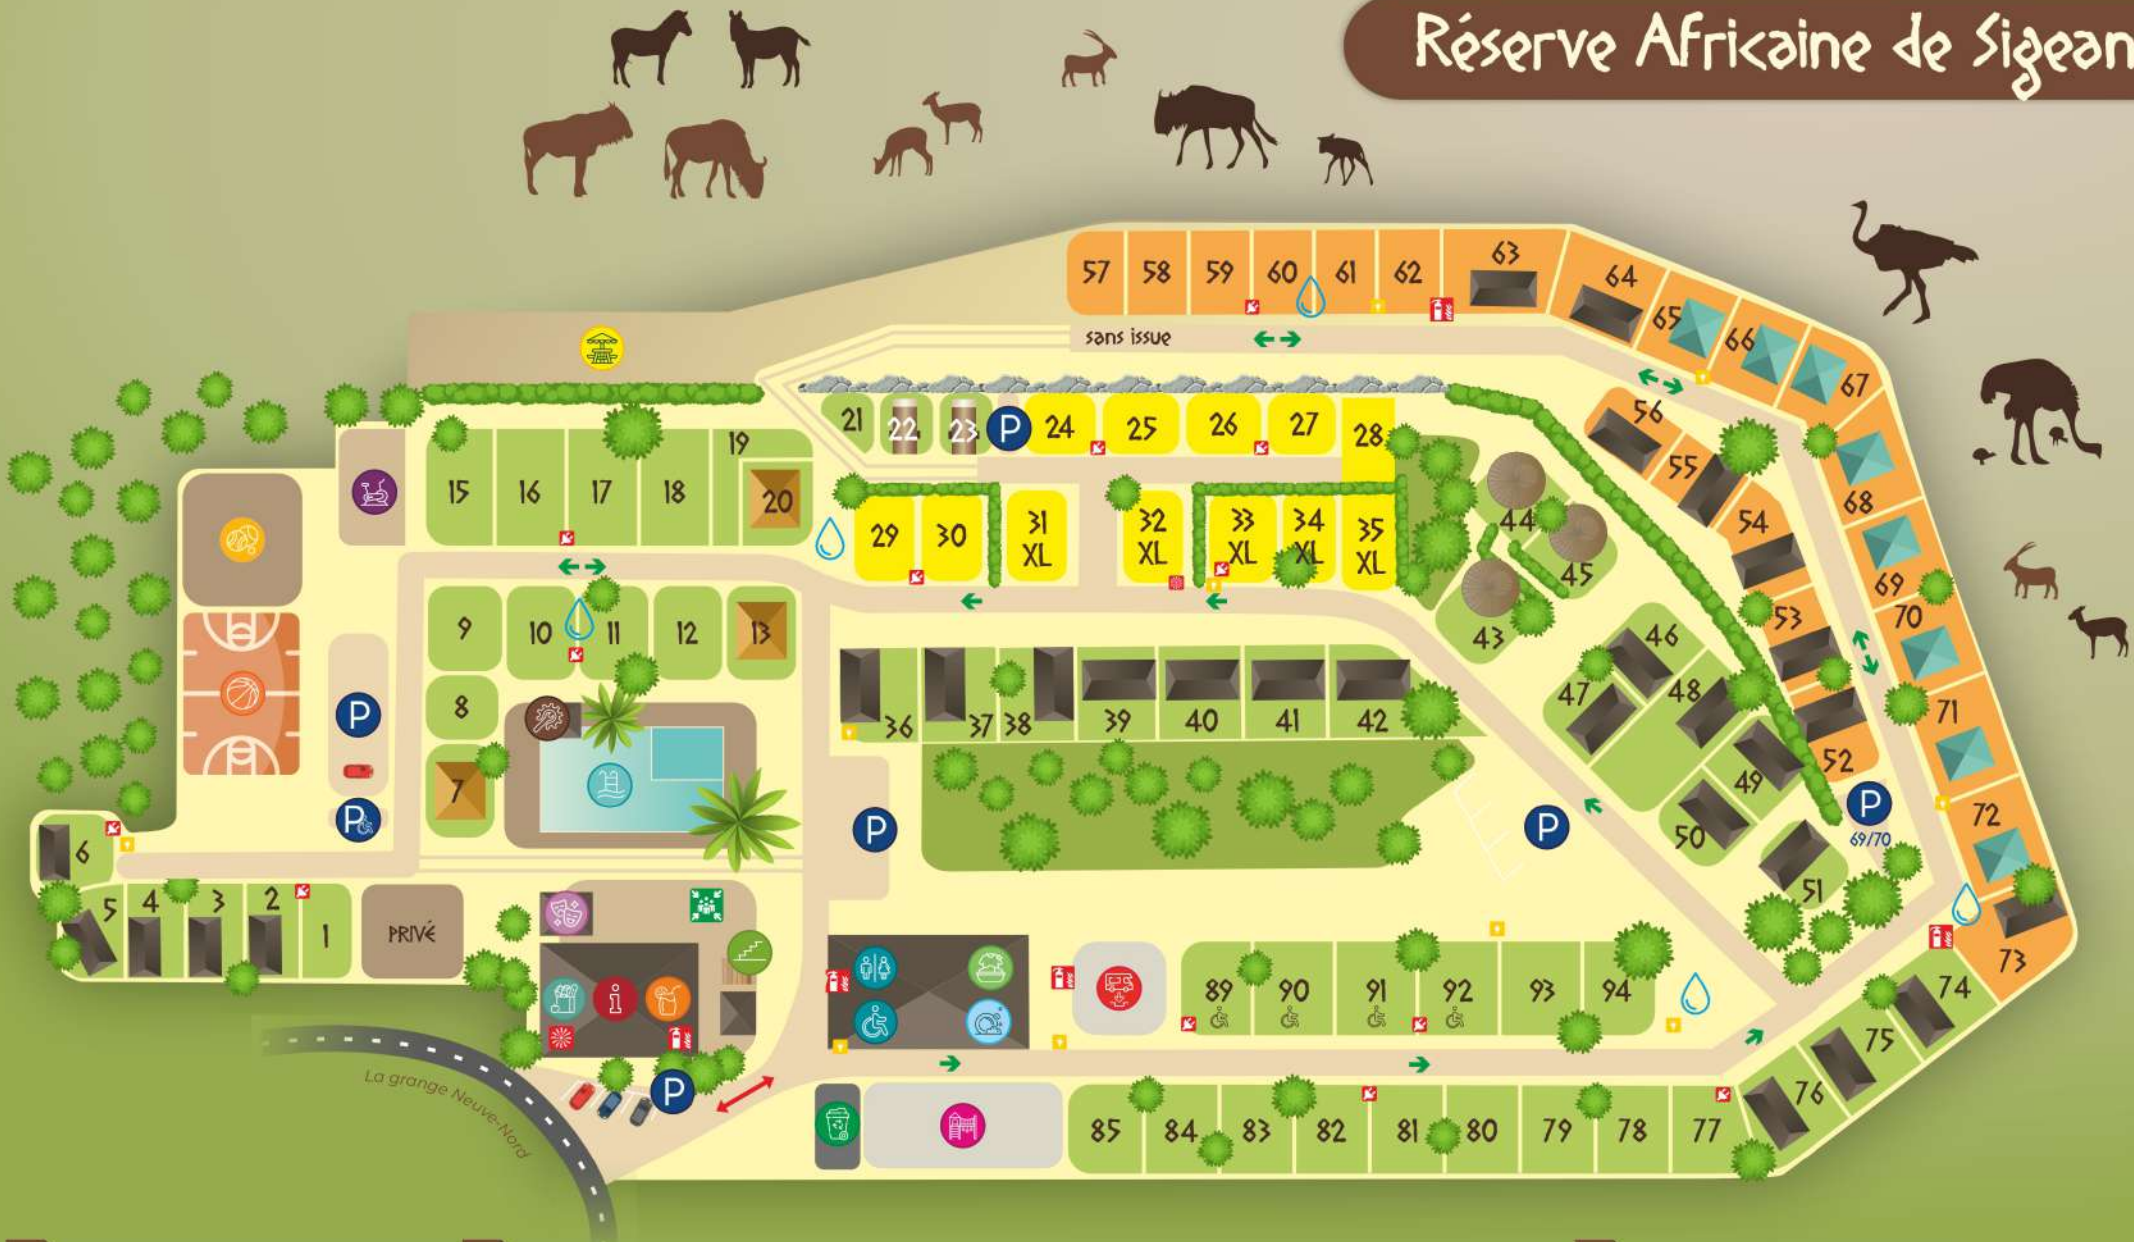 Réserve Africaine de Sigean
57 58 59 60 61 62 63 64 65 66 67
sans issue
68
69
70
71
72
73
56
55
54
53
52
21 22 23 P 24 25 26 27 28
15 16 17 18 19 20
29 30 31 XL 32 XL 33 XL 34 XL 35 XL
44
45
43
9 10 11 12 13
8
7
P
P
36 37 38 39 40 41 42
46
47
48
49
50
51
P
P
P
69/70
6
5 4 3 2 1
PRIVÉ
i
89 90 91 92 93 94
74
75
76
La grange Neuve-Nord
P
85 84 83 82 81 80 79 78 77